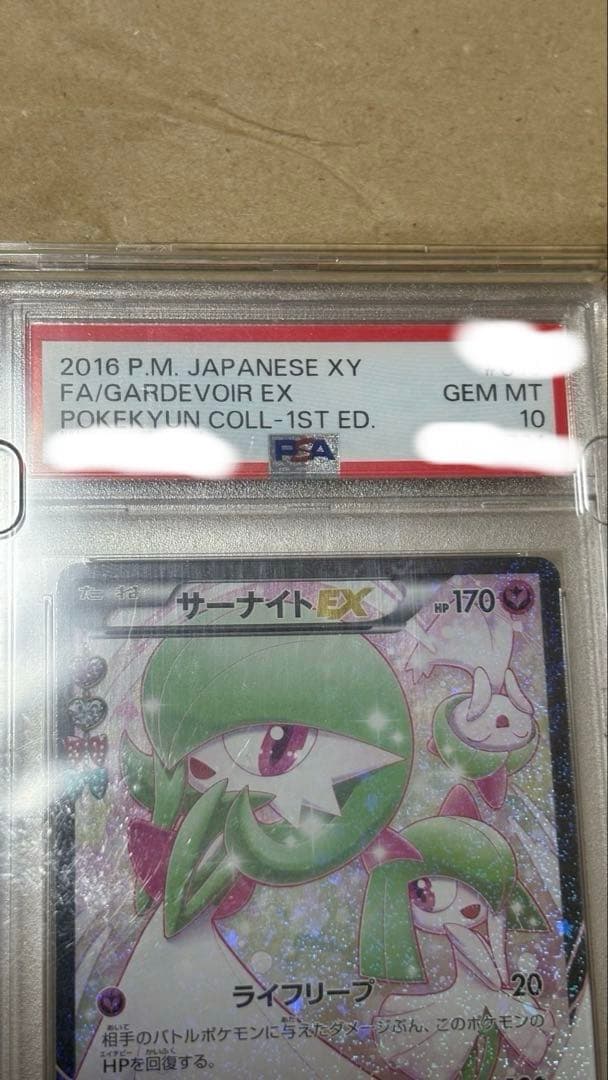 2016 P.M. JAPANESE XY
FA/GARDEVOIR EX GEM MT
POKEKYUN COLL-1ST ED. 10
PSA
たね サーナイトEX HP170
ライフリープ 20
相手のバトルポケモンに与えたダメージぶん、このポケモンの
HPを回復する。